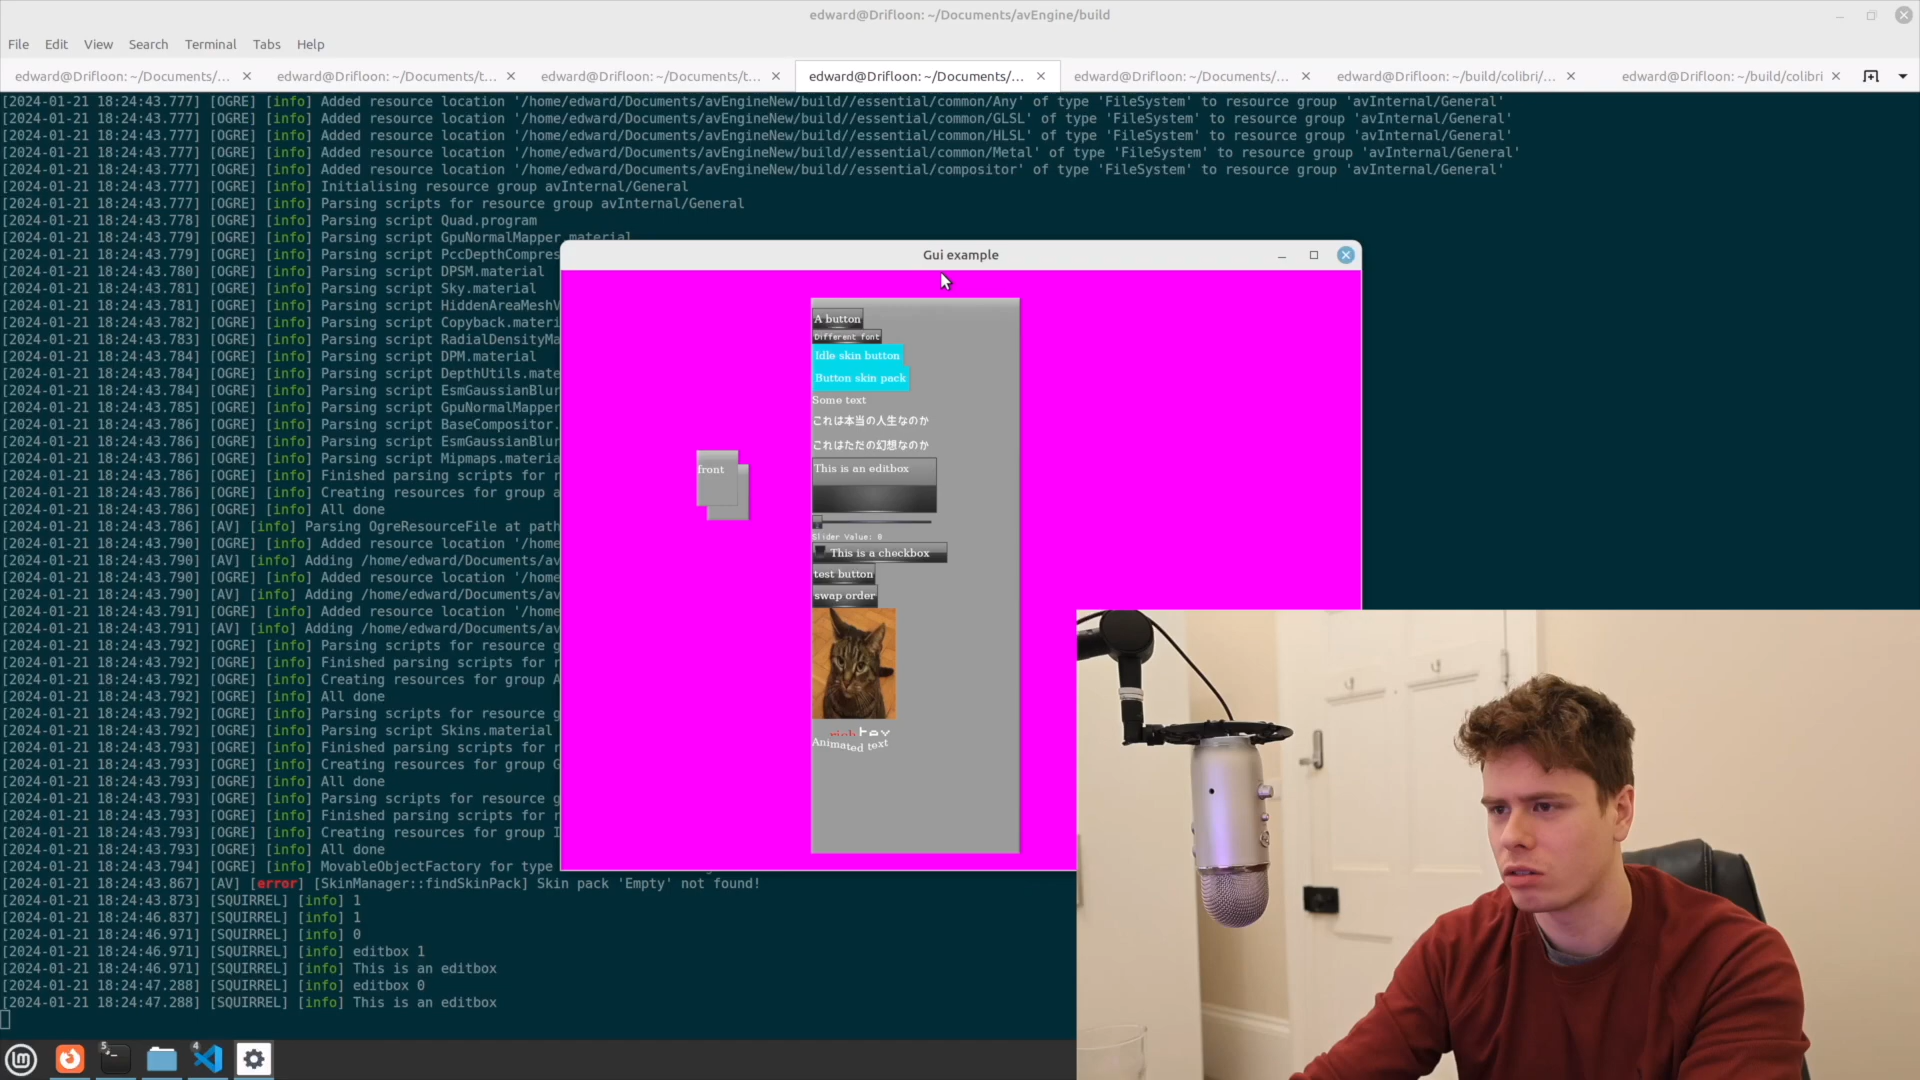 edward@Drifloon: ~/Documents/avEngine/build
File Edit View Search Terminal Tabs Help
edward@Drifloon: ~/Documents/... edward@Drifloon: ~/Documents/t... edward@Drifloon: ~/Documents/t... edward@Drifloon: ~/Documents/... edward@Drifloon: ~/Documents/... edward@Drifloon: ~/build/colibri/... edward@Drifloon: ~/build/colibri
[2024-01-21 18:24:43.777] [OGRE] [info] Added resource location '/home/edward/Documents/avEngineNew/build//essential/common/Any' of type 'FileSystem' to resource group 'avInternal/General'
[2024-01-21 18:24:43.777] [OGRE] [info] Added resource location '/home/edward/Documents/avEngineNew/build//essential/common/GLSL' of type 'FileSystem' to resource group 'avInternal/General'
[2024-01-21 18:24:43.777] [OGRE] [info] Added resource location '/home/edward/Documents/avEngineNew/build//essential/common/HLSL' of type 'FileSystem' to resource group 'avInternal/General'
[2024-01-21 18:24:43.777] [OGRE] [info] Added resource location '/home/edward/Documents/avEngineNew/build//essential/common/Metal' of type 'FileSystem' to resource group 'avInternal/General'
[2024-01-21 18:24:43.777] [OGRE] [info] Added resource location '/home/edward/Documents/avEngineNew/build//essential/compositor' of type 'FileSystem' to resource group 'avInternal/General'
[2024-01-21 18:24:43.777] [OGRE] [info] Initialising resource group avInternal/General
[2024-01-21 18:24:43.777] [OGRE] [info] Parsing scripts for resource group avInternal/General
[2024-01-21 18:24:43.778] [OGRE] [info] Parsing script Quad.program
[2024-01-21 18:24:43.779] [OGRE] [info] Parsing script GpuNormalMapper.material
[2024-01-21 18:24:43.779] [OGRE] [info] Parsing script PccDepthCompres
[2024-01-21 18:24:43.780] [OGRE] [info] Parsing script DPSM.material
[2024-01-21 18:24:43.781] [OGRE] [info] Parsing script Sky.material
[2024-01-21 18:24:43.781] [OGRE] [info] Parsing script HiddenAreaMeshV
[2024-01-21 18:24:43.782] [OGRE] [info] Parsing script Copyback.materi
[2024-01-21 18:24:43.783] [OGRE] [info] Parsing script RadialDensityMa
[2024-01-21 18:24:43.784] [OGRE] [info] Parsing script DPM.material
[2024-01-21 18:24:43.784] [OGRE] [info] Parsing script DepthUtils.mate
[2024-01-21 18:24:43.784] [OGRE] [info] Parsing script EsmGaussianBlur
[2024-01-21 18:24:43.785] [OGRE] [info] Parsing script GpuNormalMapper
[2024-01-21 18:24:43.786] [OGRE] [info] Parsing script BaseCompositor.
[2024-01-21 18:24:43.786] [OGRE] [info] Parsing script EsmGaussianBlur
[2024-01-21 18:24:43.786] [OGRE] [info] Parsing script Mipmaps.materia
[2024-01-21 18:24:43.786] [OGRE] [info] Finished parsing scripts for r
[2024-01-21 18:24:43.786] [OGRE] [info] Creating resources for group a
[2024-01-21 18:24:43.786] [OGRE] [info] All done
[2024-01-21 18:24:43.786] [AV] [info] Parsing OgreResourceFile at path
[2024-01-21 18:24:43.790] [OGRE] [info] Added resource location '/home
[2024-01-21 18:24:43.790] [AV] [info] Adding /home/edward/Documents/av
[2024-01-21 18:24:43.790] [OGRE] [info] Added resource location '/home
[2024-01-21 18:24:43.790] [AV] [info] Adding /home/edward/Documents/av
[2024-01-21 18:24:43.791] [OGRE] [info] Added resource location '/home
[2024-01-21 18:24:43.791] [AV] [info] Adding /home/edward/Documents/av
[2024-01-21 18:24:43.792] [OGRE] [info] Parsing scripts for resource g
[2024-01-21 18:24:43.792] [OGRE] [info] Finished parsing scripts for r
[2024-01-21 18:24:43.792] [OGRE] [info] Creating resources for group A
[2024-01-21 18:24:43.792] [OGRE] [info] All done
[2024-01-21 18:24:43.792] [OGRE] [info] Parsing scripts for resource g
[2024-01-21 18:24:43.793] [OGRE] [info] Parsing script Skins.material
[2024-01-21 18:24:43.793] [OGRE] [info] Finished parsing scripts for r
[2024-01-21 18:24:43.793] [OGRE] [info] Creating resources for group G
[2024-01-21 18:24:43.793] [OGRE] [info] All done
[2024-01-21 18:24:43.793] [OGRE] [info] Parsing scripts for resource g
[2024-01-21 18:24:43.793] [OGRE] [info] Finished parsing scripts for r
[2024-01-21 18:24:43.793] [OGRE] [info] Creating resources for group I
[2024-01-21 18:24:43.793] [OGRE] [info] All done
[2024-01-21 18:24:43.794] [OGRE] [info] MovableObjectFactory for type
[2024-01-21 18:24:43.867] [AV] [error] [SkinManager::findSkinPack] Skin pack 'Empty' not found!
[2024-01-21 18:24:43.873] [SQUIRREL] [info] 1
[2024-01-21 18:24:46.837] [SQUIRREL] [info] 1
[2024-01-21 18:24:46.971] [SQUIRREL] [info] 0
[2024-01-21 18:24:46.971] [SQUIRREL] [info] editbox 1
[2024-01-21 18:24:46.971] [SQUIRREL] [info] This is an editbox
[2024-01-21 18:24:47.288] [SQUIRREL] [info] editbox 0
[2024-01-21 18:24:47.288] [SQUIRREL] [info] This is an editbox
Gui example
front
A button
Different font
Idle skin button
Button skin pack
Some text
これは本当の人生なのか
これはただの幻想なのか
This is an editbox
Slider Value: 0
This is a checkbox
test button
swap order
Animated text
5
4